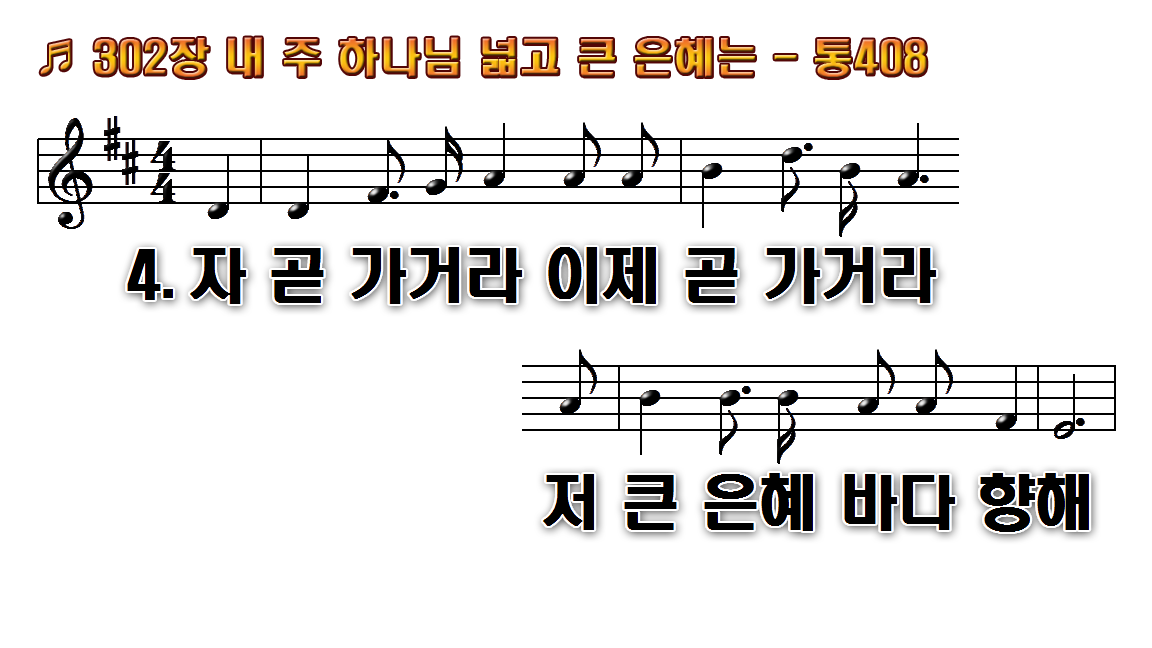 ♬ 302장 내 주 하나님 넓고 큰 은혜는 - 통408
4. 자 곧 가거라 이제 곧 가거라
저 큰 은혜 바다 향해